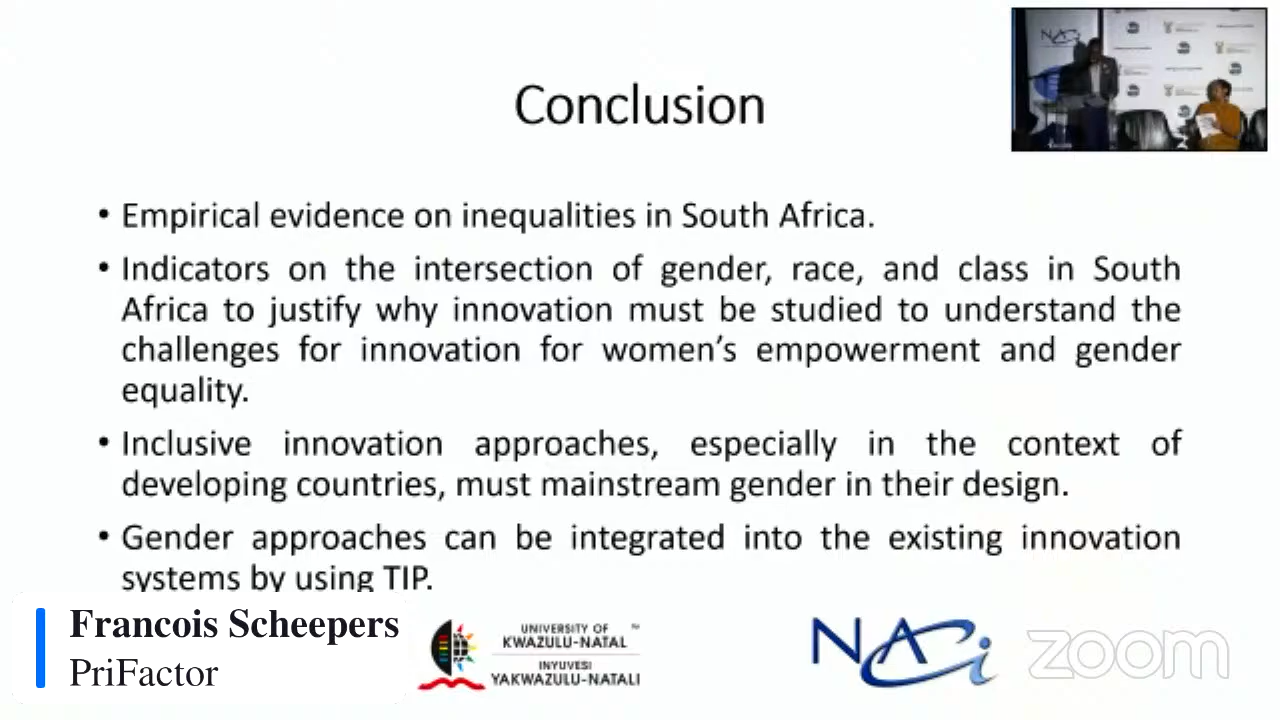 Conclusion
• Empirical evidence on inequalities in South Africa.
• Indicators on the intersection of gender, race, and class in South
Africa to justify why innovation must be studied to understand the
challenges for innovation for women's empowerment and gender
equality.
• Inclusive innovation approaches, especially in the context of
developing countries, must mainstream gender in their design.
• Gender approaches can be integrated into the existing innovation
systems by using TIP.
Francois Scheepers
PriFactor
UNIVERSITY OF ™
KWAZULU-NATAL
INYUVESI
YAKWAZULU-NATALI
NACi
zoom